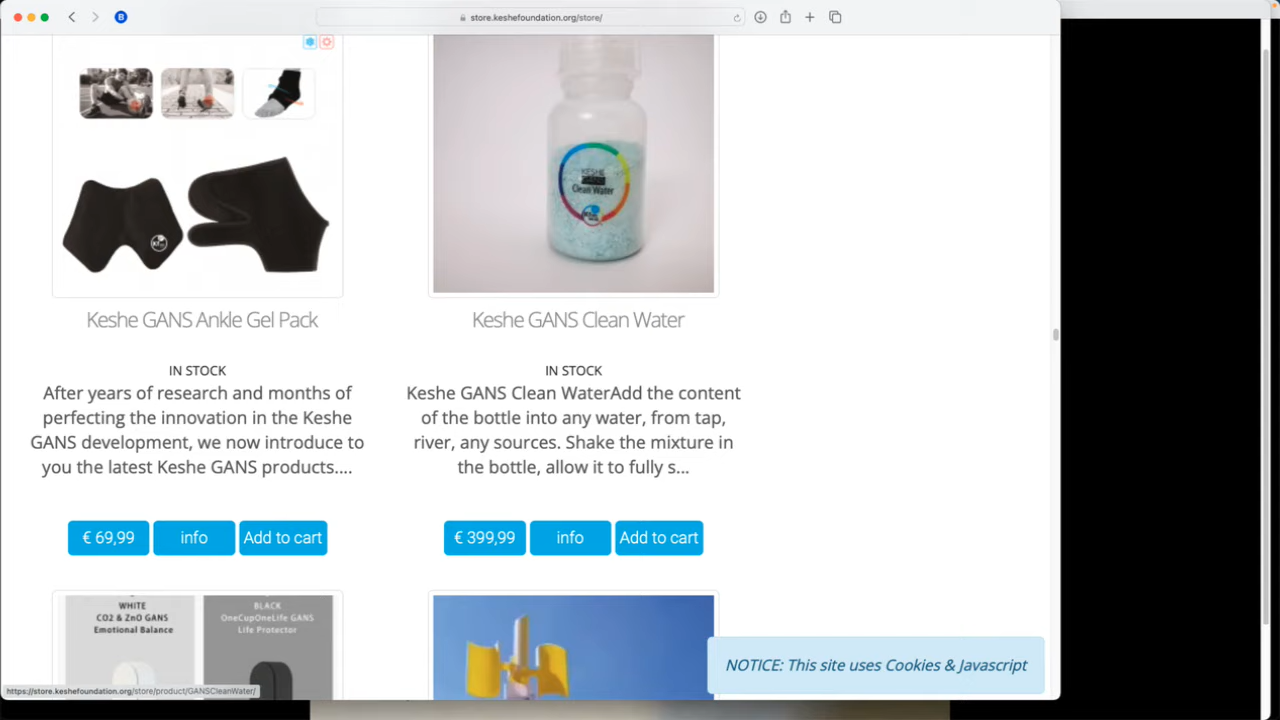 store.keshefoundation.org/store/
KESHE
GANS
Clean Water
Keshe GANS Ankle Gel Pack
Keshe GANS Clean Water
IN STOCK
After years of research and months of
perfecting the innovation in the Keshe
GANS development, we now introduce to
you the latest Keshe GANS products....
IN STOCK
Keshe GANS Clean WaterAdd the content
of the bottle into any water, from tap,
river, any sources. Shake the mixture in
the bottle, allow it to fully s...
€ 69,99
info
Add to cart
€ 399,99
info
Add to cart
WHITE
CO2 & ZnO GANS
Emotional Balance
BLACK
OneCupOneLife GANS
Life Protector
NOTICE: This site uses Cookies & Javascript
https://store.keshefoundation.org/store/product/GANSCleanWater/